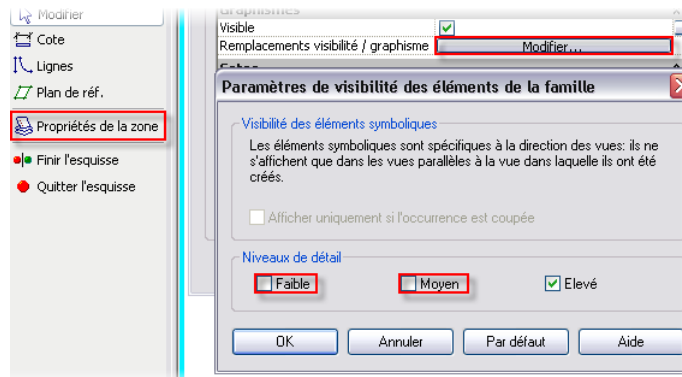 Modifier
Cote
Lignes
Plan de réf.
Propriétés de la zone
Finir l'esquisse
Quitter l'esquisse
Graphismes
Visible
Remplacements visibilité / graphisme
Modifier...
Cotes
Paramètres de visibilité des éléments de la famille
Visibilité des éléments symboliques
Les éléments symboliques sont spécifiques à la direction des vues: ils ne
s'affichent que dans les vues parallèles à la vue dans laquelle ils ont été
créés.
Afficher uniquement si l'occurrence est coupée
Niveaux de détail
Faible
Moyen
Elevé
OK
Annuler
Par défaut
Aide